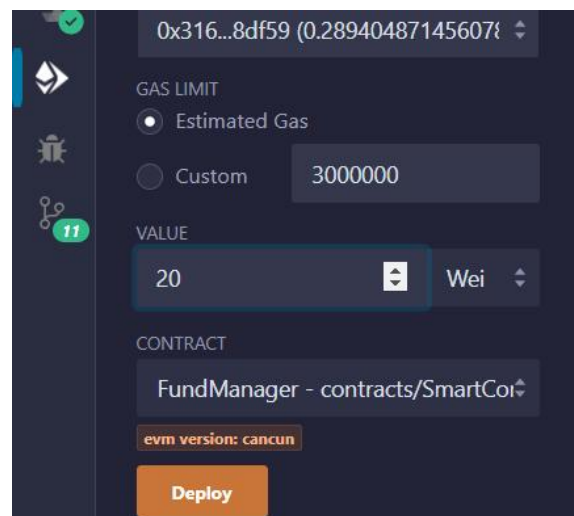 0x316...8df59 (0.289404871456078
GAS LIMIT
Estimated Gas
Custom 3000000
11
VALUE
20 Wei
CONTRACT
FundManager - contracts/SmartCo
evm version: cancun
Deploy